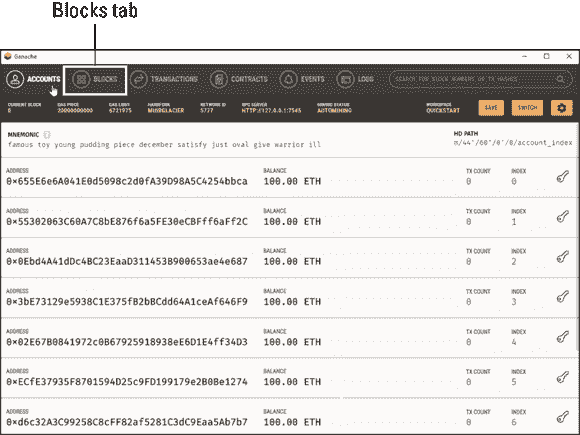 Blocks tab
Ganache
ACCOUNTS BLOCKS TRANSACTIONS CONTRACTS EVENTS LOGS SEARCH FOR BLOCK NUMBERS OR TX HASHES
CURRENT BLOCK GAS PRICE GAS LIMIT HARDFORK NETWORK ID RPC SERVER MINING STATUS WORKSPACE
0 20000000000 6721975 MUIRGLACIER 5777 HTTP://127.0.0.1:7545 AUTOMINING QUICKSTART SAVE SWITCH
MNEMONIC HD PATH
famous toy young pudding piece december satisfy just oval give warrior ill m/44'/60'/0'/0/account_index
ADDRESS BALANCE TX COUNT INDEX
0×655E6e6A041E0d5098c2d0fA39D98A5C4254bbca 100.00 ETH 0 0
ADDRESS BALANCE TX COUNT INDEX
0×55302063C60A7C8bE876f6a5FE30eCBFff6aFf2C 100.00 ETH 0 1
ADDRESS BALANCE TX COUNT INDEX
0×0Ebd4A41dDc4BC23EaaD311453B900653ae4e687 100.00 ETH 0 2
ADDRESS BALANCE TX COUNT INDEX
0×3bE73129e5938C1E375fB2bBCdd64A1ceAf646F9 100.00 ETH 0 3
ADDRESS BALANCE TX COUNT INDEX
0×02E67B0841972c0B67925918938eE6D1E4ff34D3 100.00 ETH 0 4
ADDRESS BALANCE TX COUNT INDEX
0×ECfE37935F8701594D25c9FD199179e2B0Be1274 100.00 ETH 0 5
ADDRESS BALANCE TX COUNT INDEX
0×d6c32A3C99258C8cFF82af5281C3dC9Eaa5Ab7b7 100.00 ETH 0 6